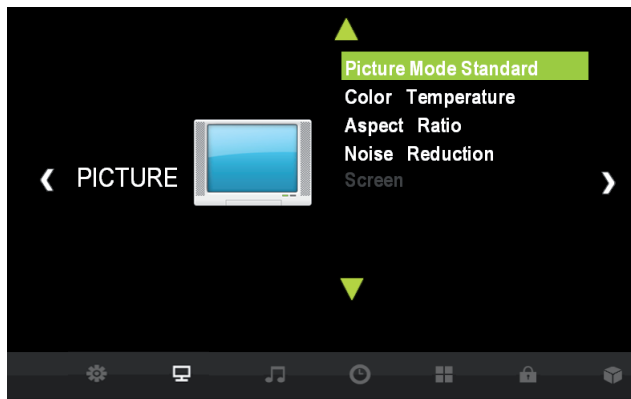 Picture Mode Standard
Color Temperature
Aspect Ratio
Noise Reduction
PICTURE
Screen